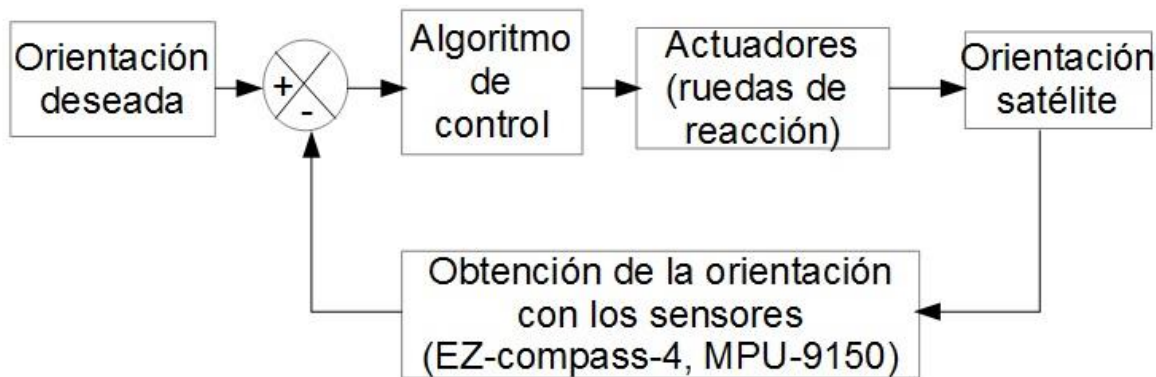 Orientación
deseada
+
-
Algoritmo
de
control
Actuadores
(ruedas de
reacción)
Orientación
satélite
Obtención de la orientación
con los sensores
(EZ-compass-4, MPU-9150)